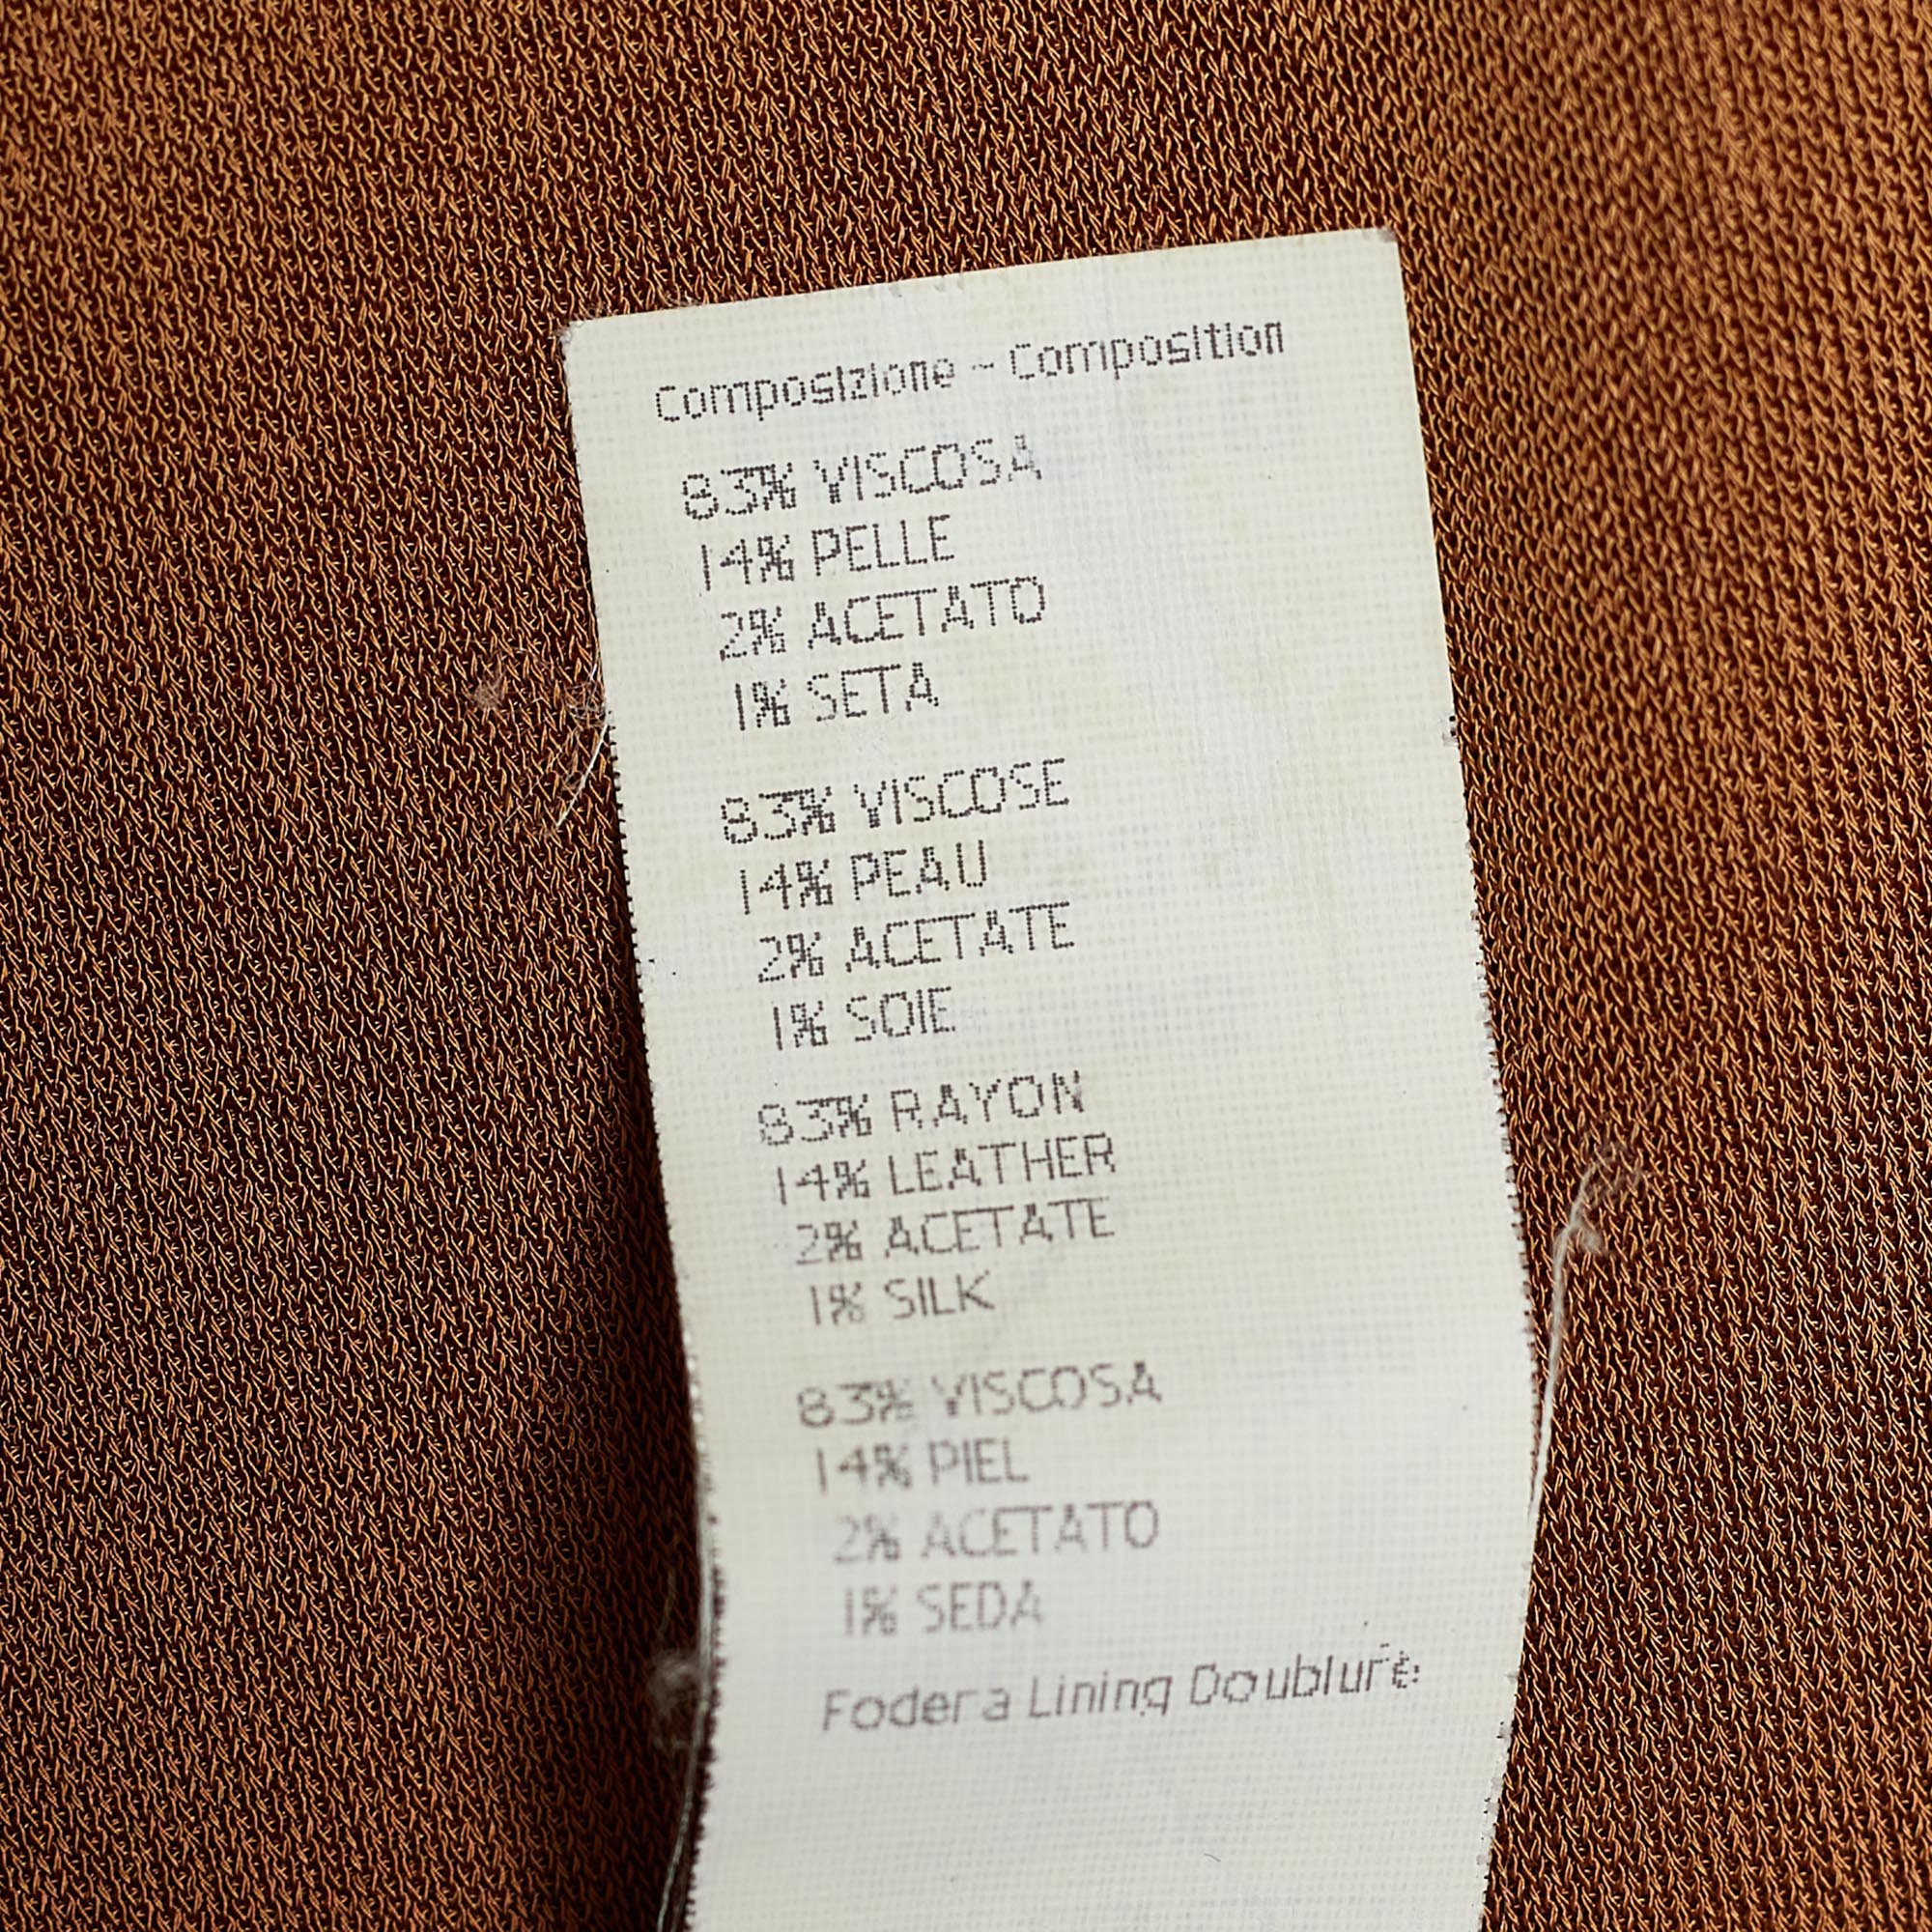 Composizione - Composition
83% VISCOSA
14% PELLE
2% ACETATO
1% SETA
83% VISCOSE
14% PEAU
2% ACETATE
1% SOIE
83% RAYON
14% LEATHER
2% ACETATE
1% SILK
83% VISCOSA
14% PIEL
2% ACETATO
1% SEDA
Fodera Lining Doublure: